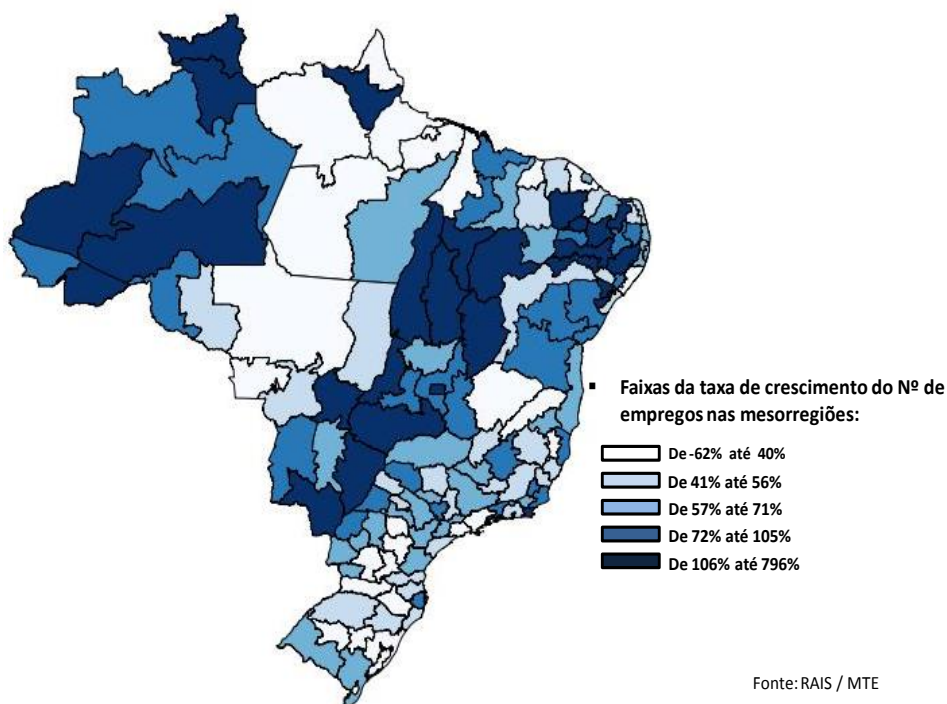 ▪ Faixas da taxa de crescimento do Nº de
empregos nas mesorregiões:
De -62% até 40%
De 41% até 56%
De 57% até 71%
De 72% até 105%
De 106% até 796%
Fonte: RAIS / MTE